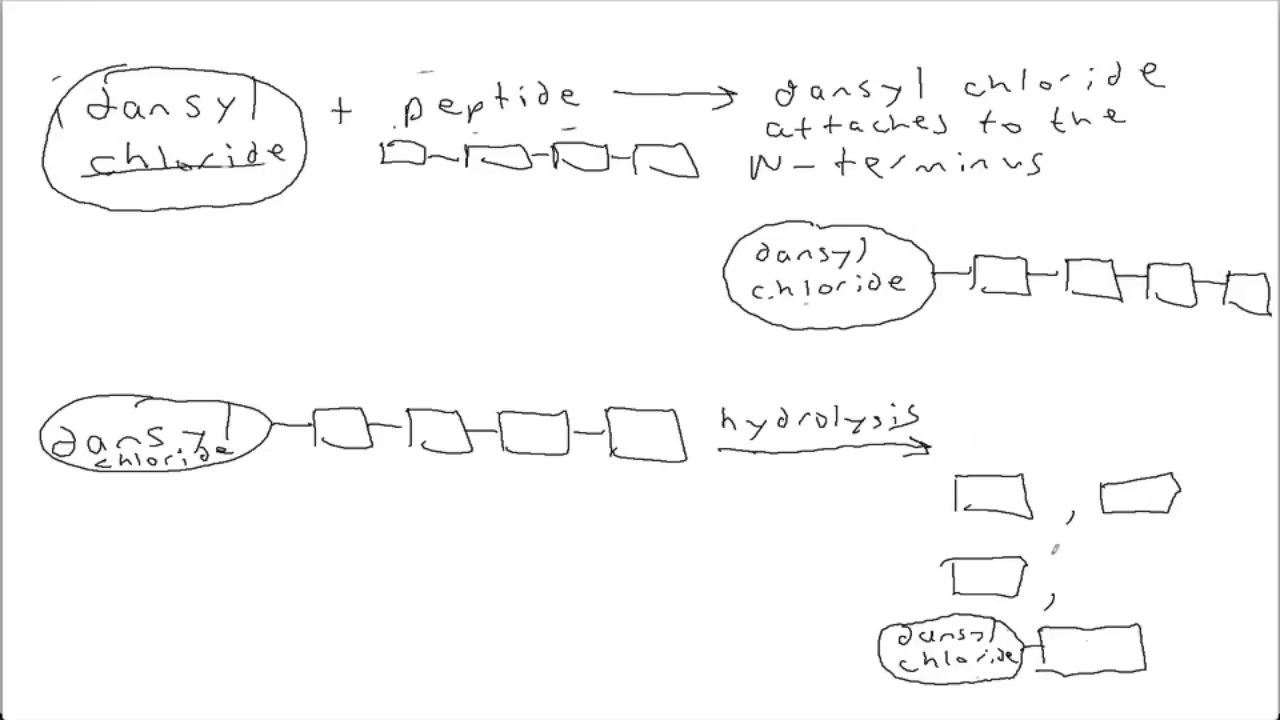 dansyl
chloride
+ peptide
dansyl chloride
attaches to the
N-terminus
dansyl
chloride
dansyl
chloride
hydrolysis
,
,
dansyl
chloride